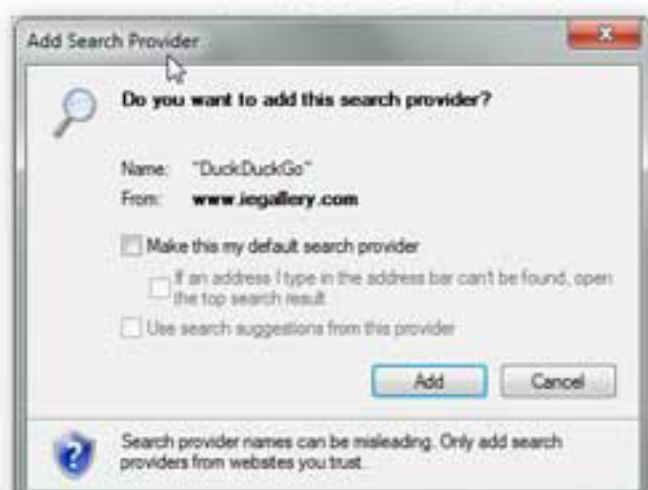 Add Search Provider
Do you want to add this search provider?
Name: "DuckDuckGo"
From: www.iegallery.com
Make this my default search provider
If an address I type in the address bar can't be found, open
the top search result
Use search suggestions from this provider
Add Cancel
Search provider names can be misleading. Only add search
providers from websites you trust.